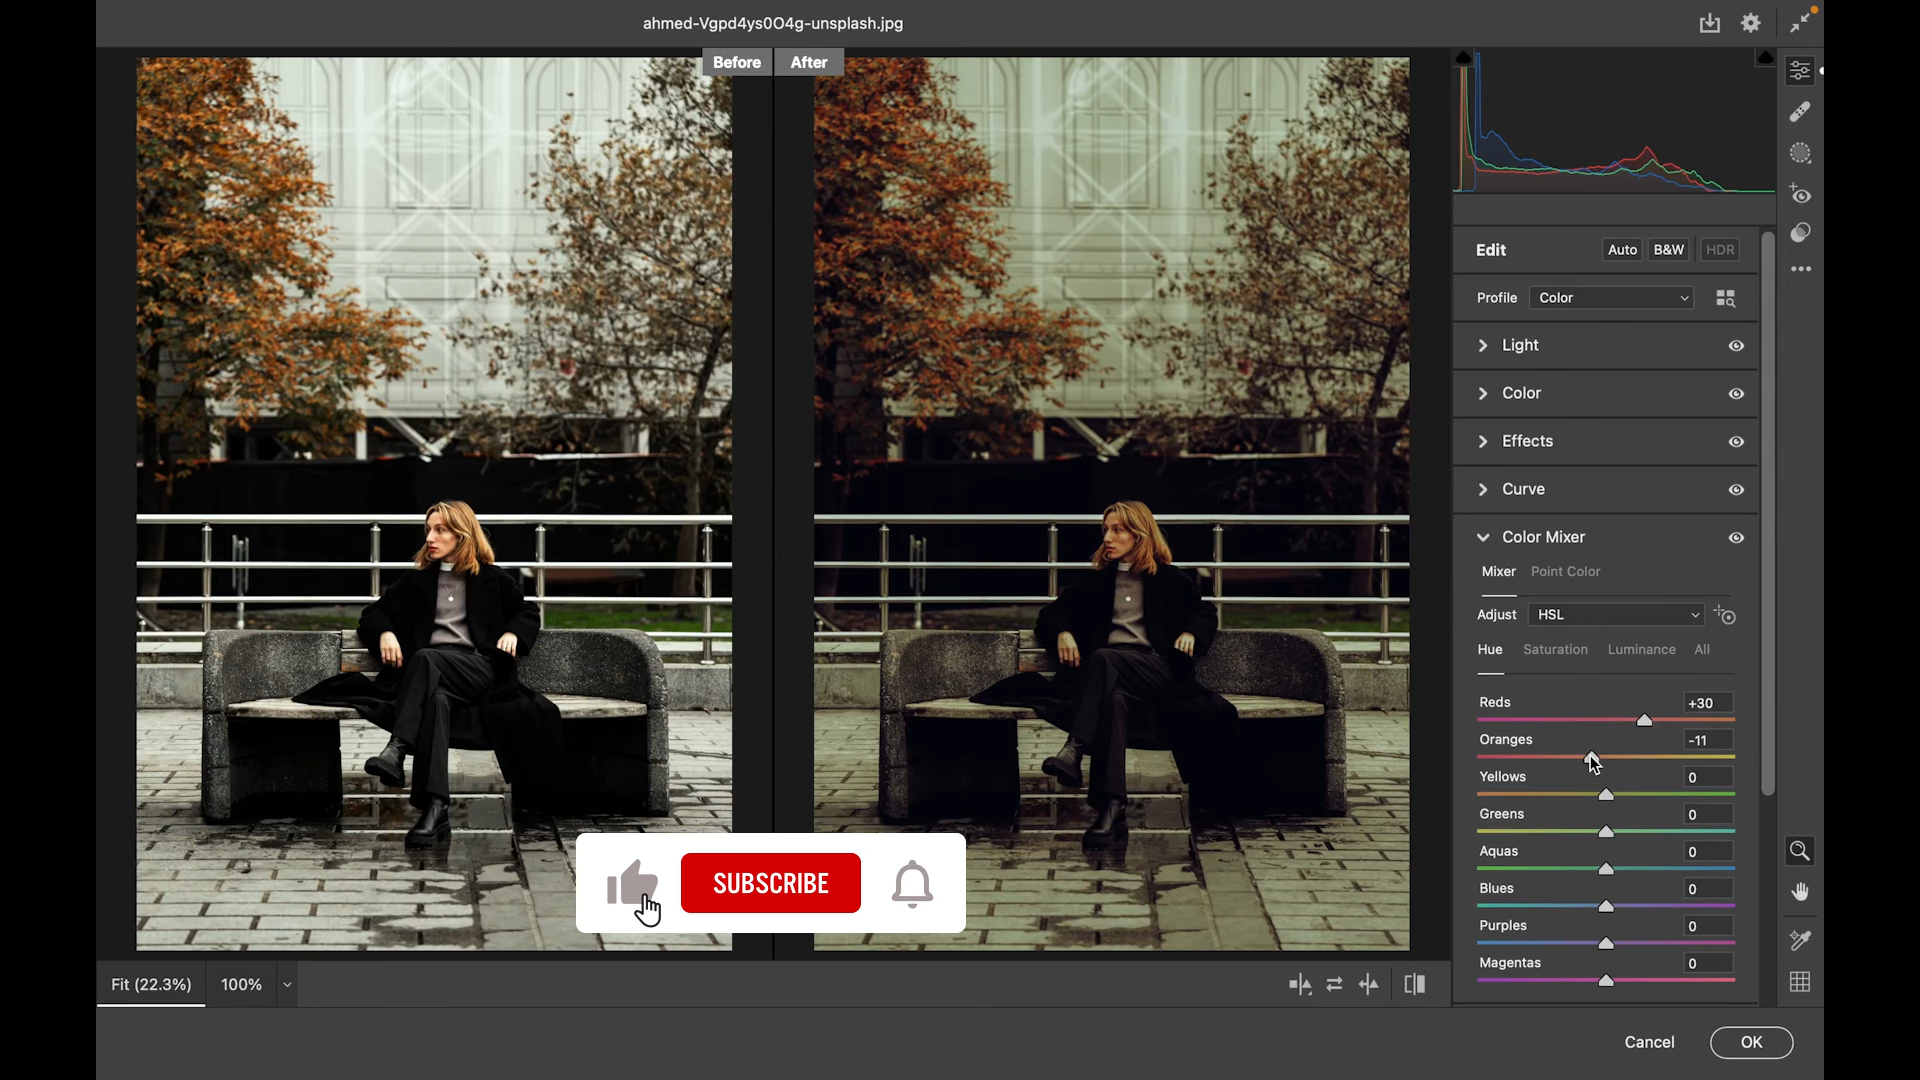 ahmed-Vgpd4ys0O4g-unsplash.jpg
Before
After
Edit
Auto
B&W
HDR
Profile
Color
Light
Color
Effects
Curve
Color Mixer
Mixer
Point Color
Adjust
HSL
Hue
Saturation
Luminance
All
Reds
+30
Oranges
-11
Yellows
0
Greens
0
Aquas
0
Blues
0
Purples
0
Magentas
0
SUBSCRIBE
Fit (22.3%)
100%
Cancel
OK